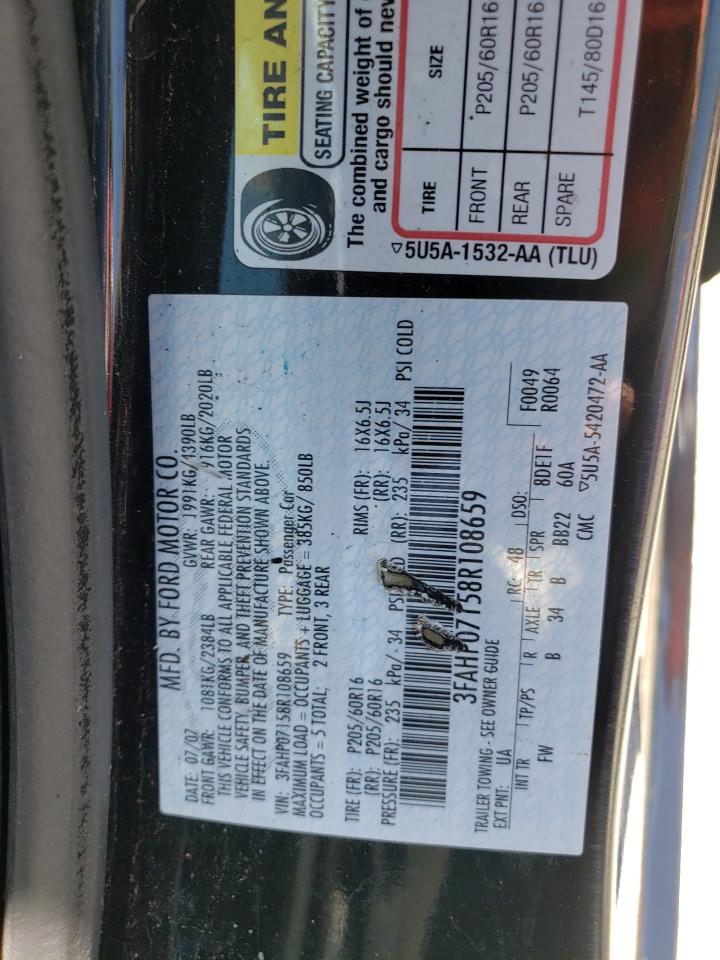 MFD. BY FORD MOTOR CO.
DATE: 07/07 GVWR: 1991KG/4390LB
FRONT GAWR: 1081KG/2384LB REAR GAWR: 916KG/2020LB
THIS VEHICLE CONFORMS TO ALL APPLICABLE FEDERAL MOTOR
VEHICLE SAFETY, BUMPER, AND THEFT PREVENTION STANDARDS
IN EFFECT ON THE DATE OF MANUFACTURE SHOWN ABOVE.
VIN: 3FAHP07158R108659 TYPE: Passenger Car
MAXIMUM LOAD = OCCUPANTS + LUGGAGE = 385KG/ 850LB
OCCUPANTS = 5 TOTAL; 2 FRONT, 3 REAR
TIRE (FR): P205/60R16 RIMS (FR): 16X6.5J
(RR): P205/60R16 (RR): 16X6.5J
PRESSURE (FR): 235 kPa/ 34 PSI (RR): 235 kPa/ 34 PSI COLD
3FAHP07158R108659
TRAILER TOWING - SEE OWNER GUIDE
EXT PNT: UA RC: 48 DSO: F0049
INT TR TP/PS R AXLE TR SPR 8DE1F R0064
FW B 34 B BB22 60A
CMC ▽5U5A-5420472-AA
TIRE AN
SEATING CAPACITY
The combined weight of
and cargo should nev
TIRE SIZE
FRONT P205/60R16
REAR P205/60R16
SPARE T145/80D16
▽5U5A-1532-AA (TLU)